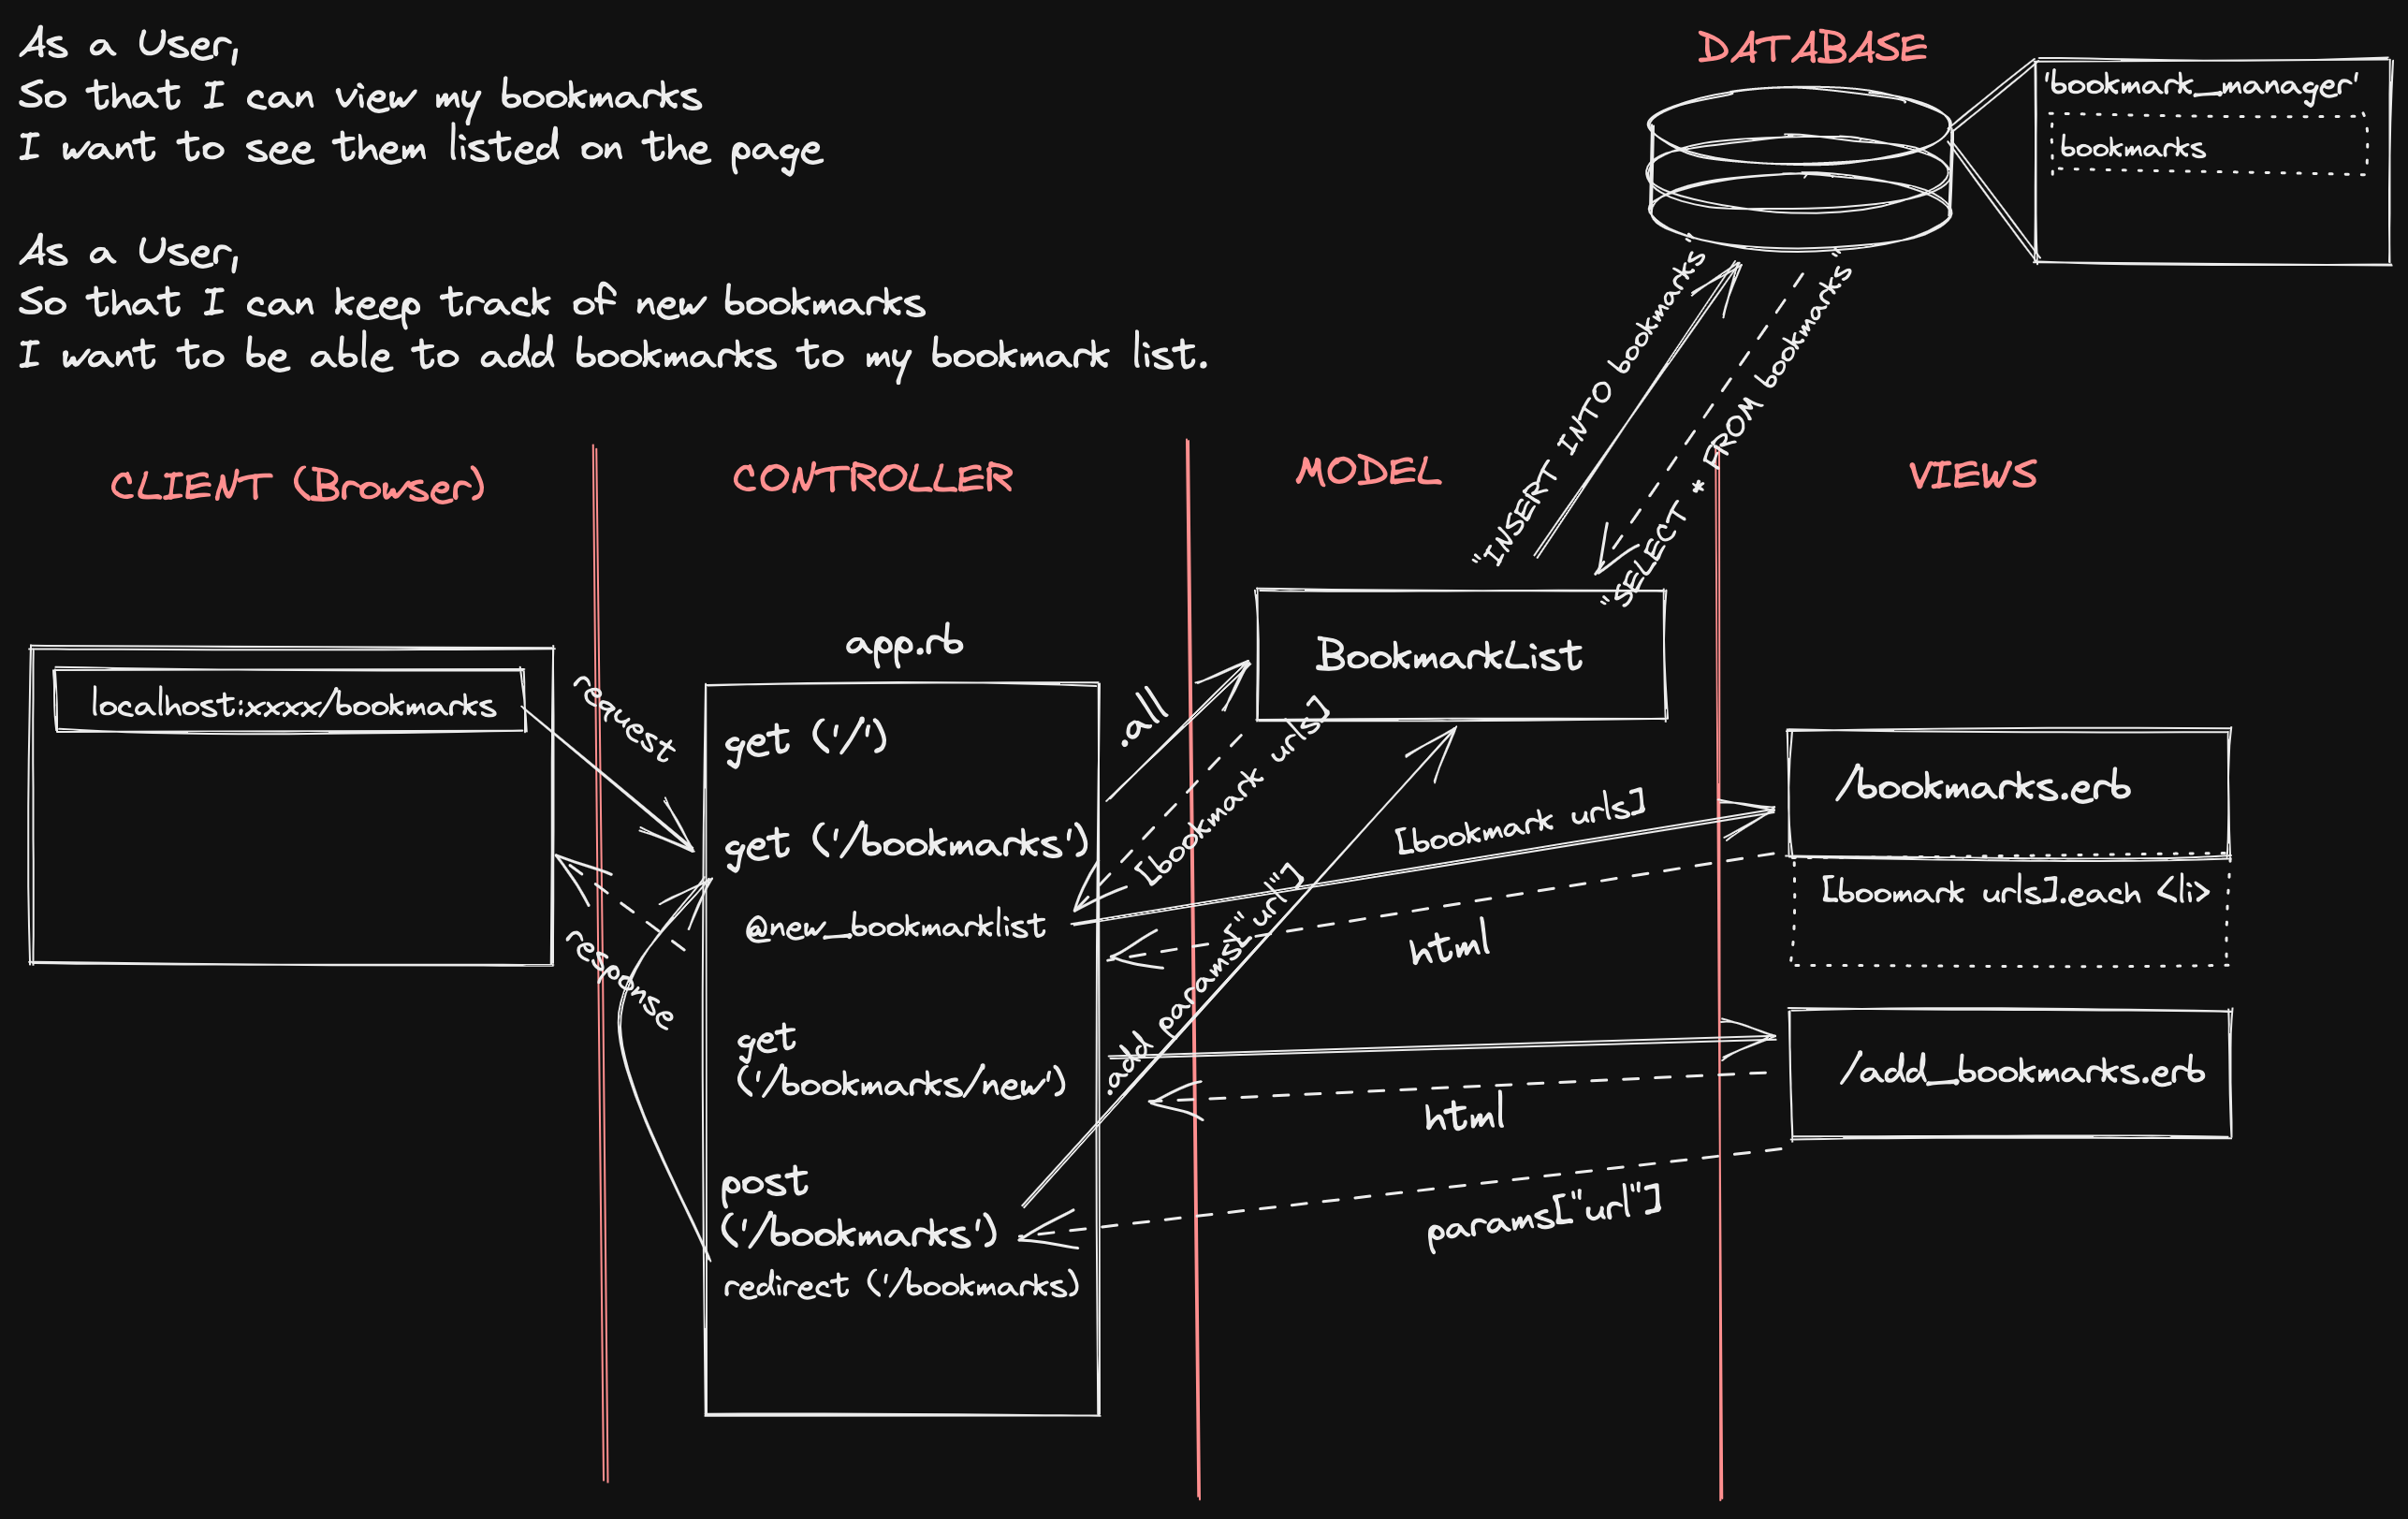 As a User,
So that I can view my bookmarks
I want to see them listed on the page
As a User,
So that I can keep track of new bookmarks
I want to be able to add bookmarks to my bookmark list.
DATABASE
'bookmark_manager'
bookmarks
"INSERT INTO bookmarks"
"SELECT * FROM bookmarks"
CLIENT (Browser)
CONTROLLER
MODEL
VIEWS
localhost:xxxx/bookmarks
request
response
app.rb
get ('/')
get ('/bookmarks')
@new_bookmarklist
get
('/bookmarks/new')
post
('/bookmarks')
redirect ('/bookmarks)
.all
[bookmark urls]
.add params["url"]
BookmarkList
[bookmark urls]
html
html
params["url"]
/bookmarks.erb
[boomark urls].each <li>
/add_bookmarks.erb